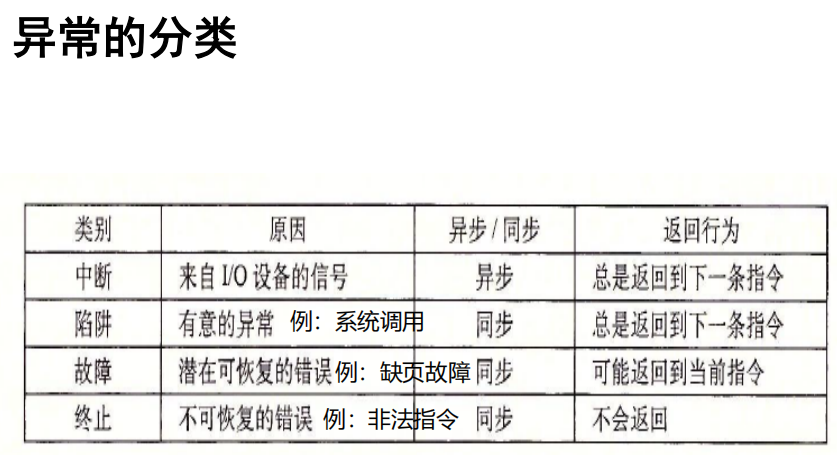 异常的分类
类别 原因 异步/同步 返回行为
中断 来自 I/O 设备的信号 异步 总是返回到下一条指令
陷阱 有意的异常 例：系统调用 同步 总是返回到下一条指令
故障 潜在可恢复的错误 例：缺页故障 同步 可能返回到当前指令
终止 不可恢复的错误 例：非法指令 同步 不会返回